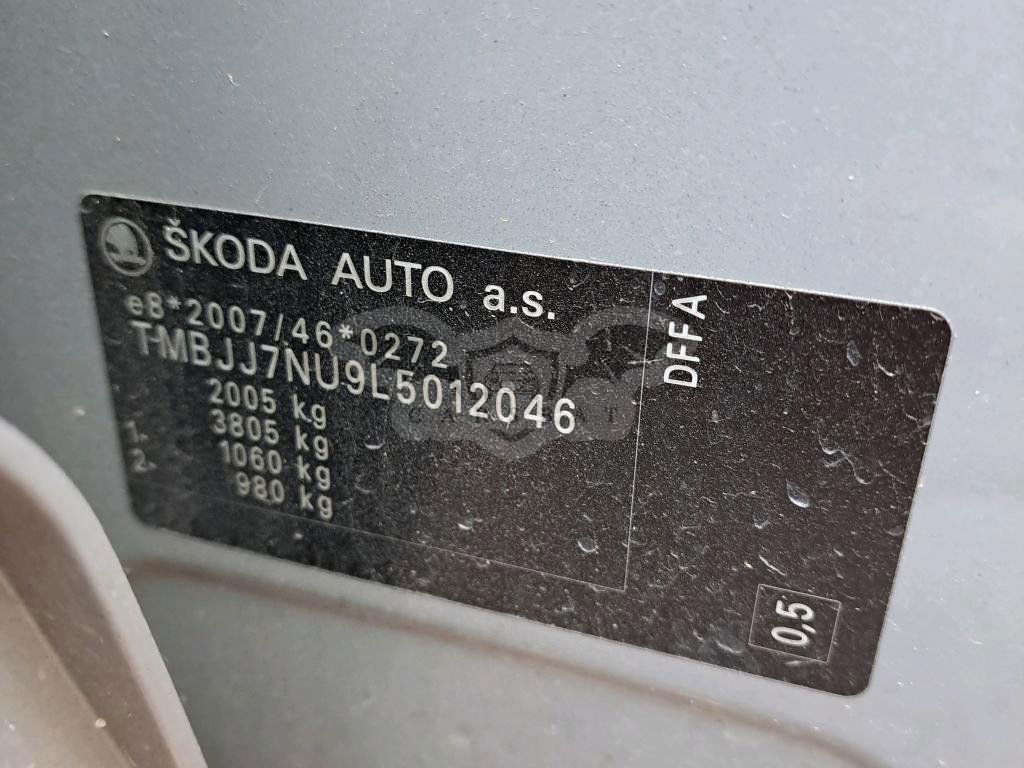 ŠKODA AUTO a.s.
e8*2007/46*0272
TMBJJ7NU9L5012046
2005 kg
3805 kg
1. 1060 kg
2. 980 kg
DFFA
0,5